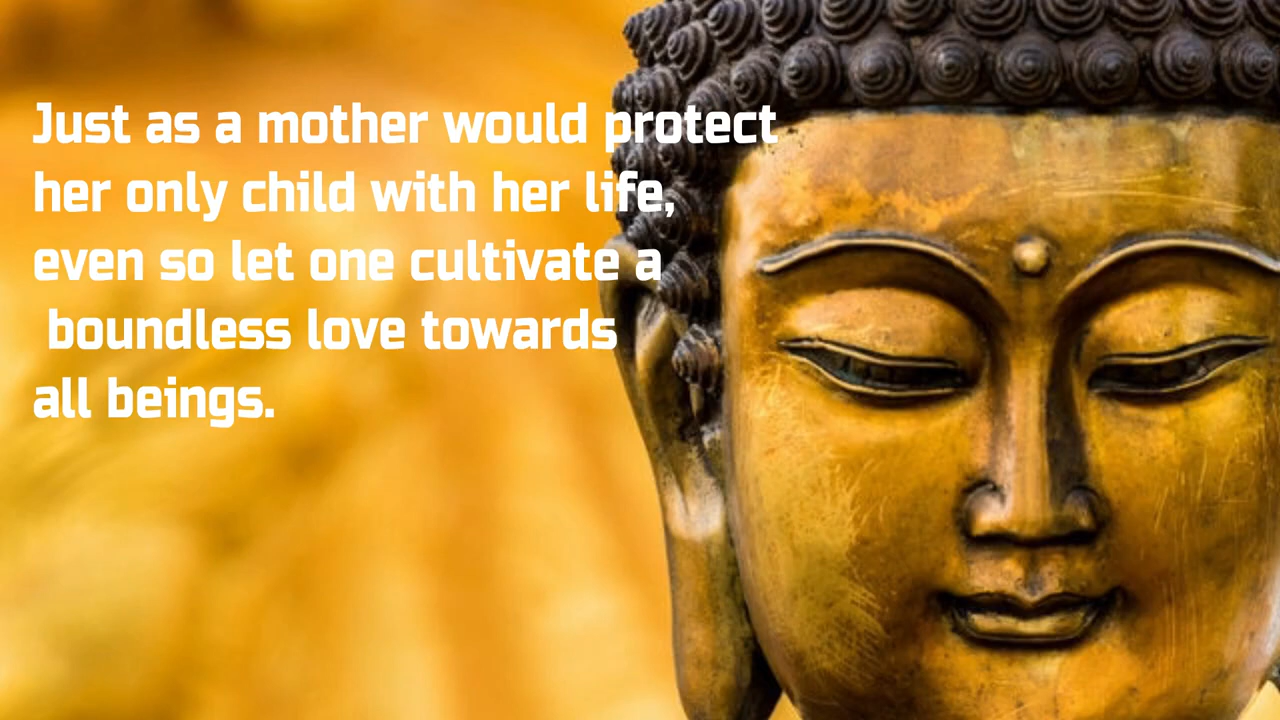 Just as a mother would protect
her only child with her life,
even so let one cultivate a
boundless love towards
all beings.